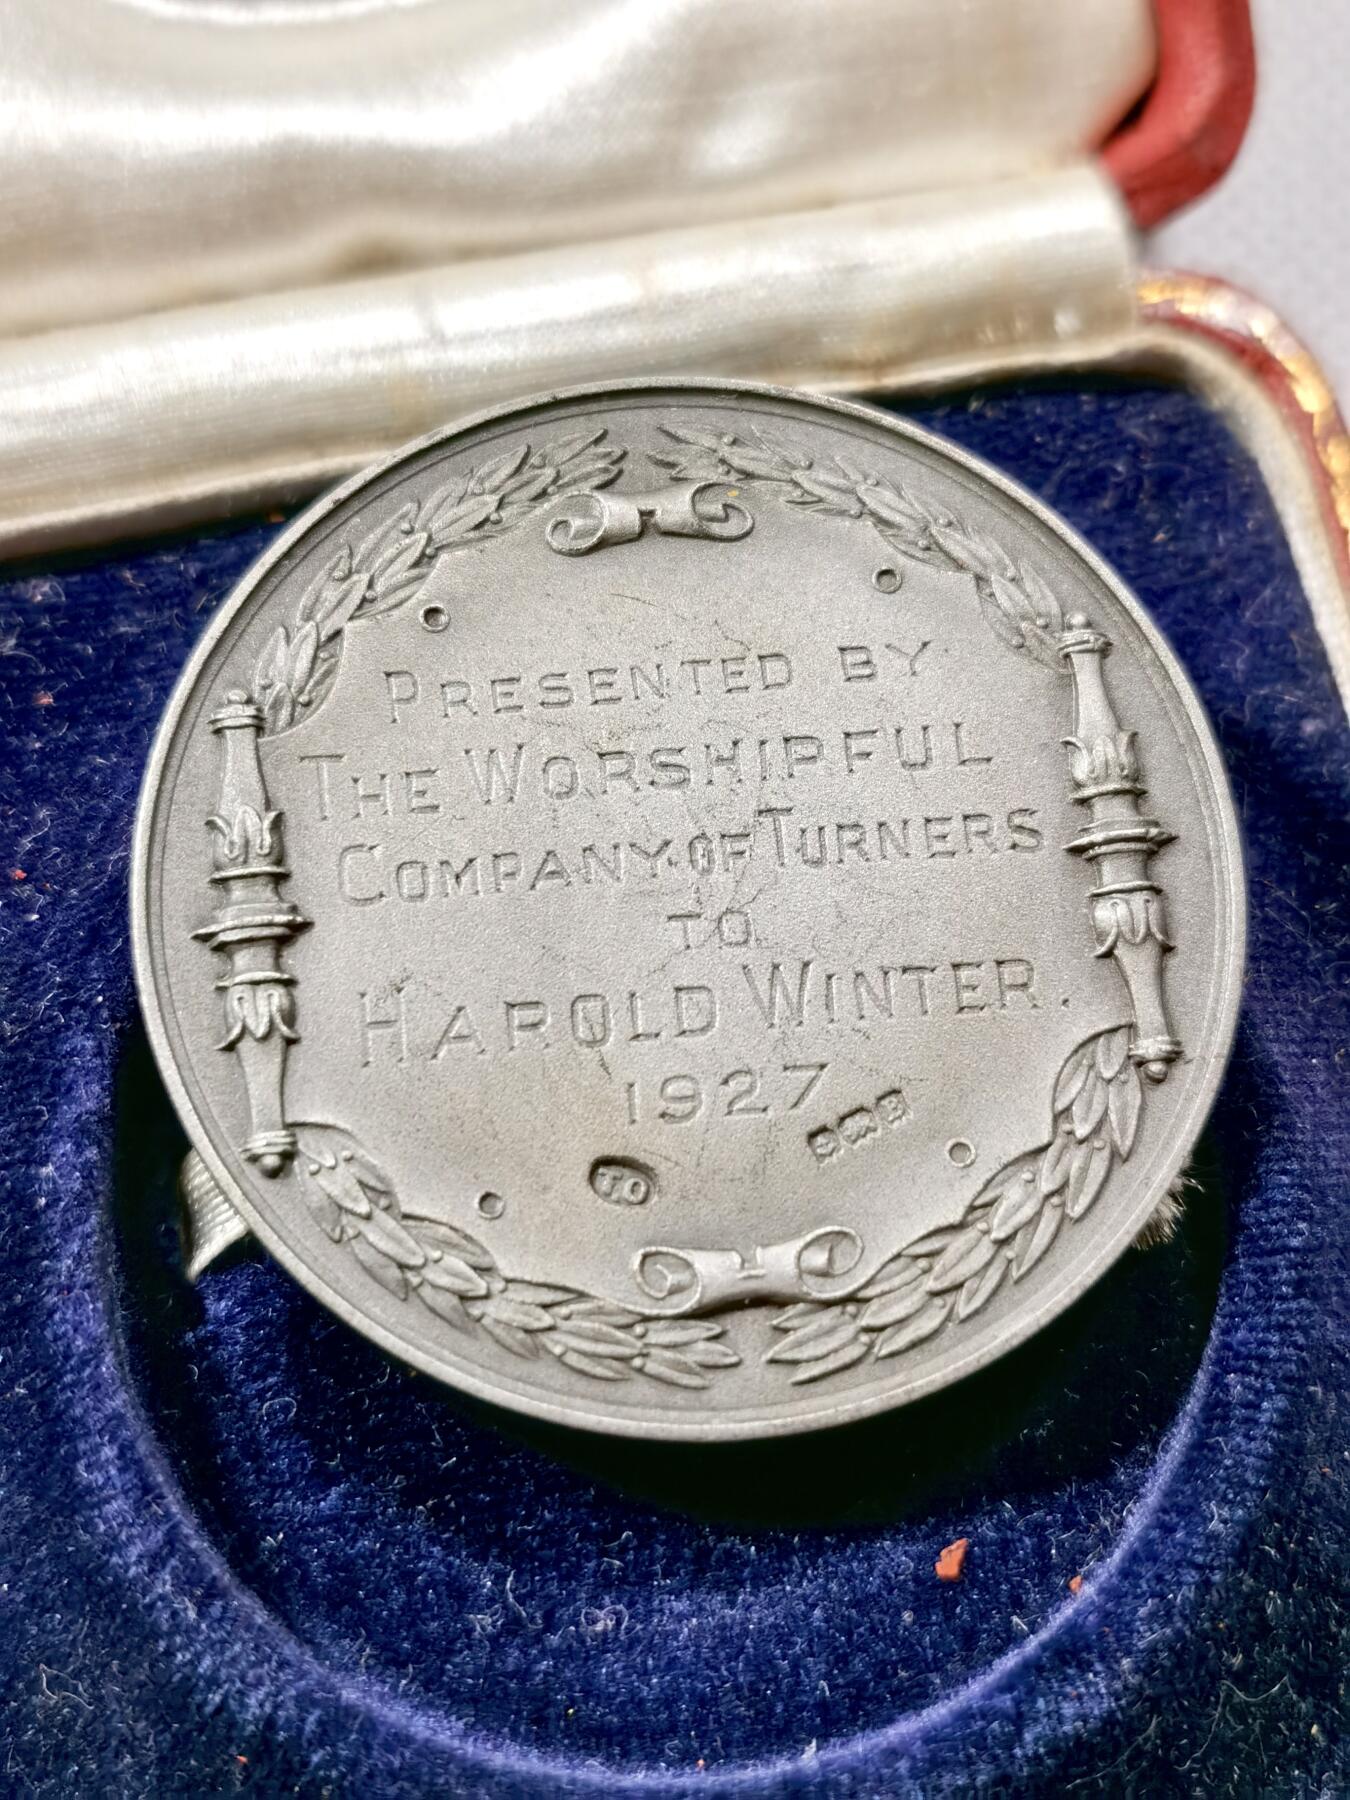 PRESENTED BY
THE WORSHIPFUL
COMPANY OF TURNERS
TO
HAROLD WINTER.
1927